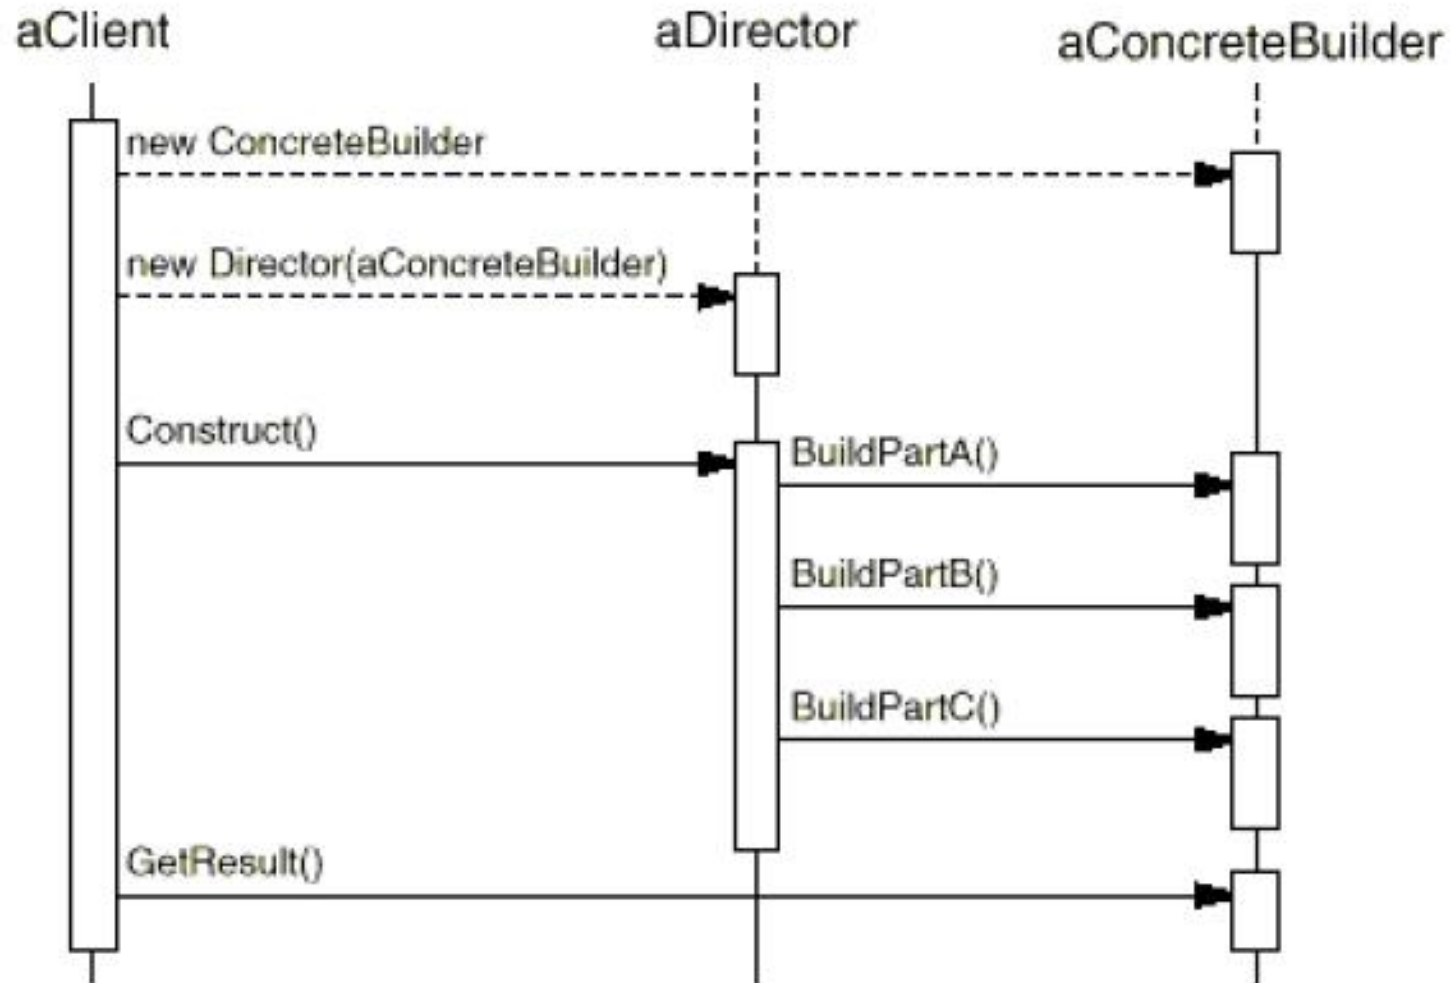 aClient
aDirector
aConcreteBuilder
new ConcreteBuilder
new Director(aConcreteBuilder)
Construct()
BuildPartA()
BuildPartB()
BuildPartC()
GetResult()